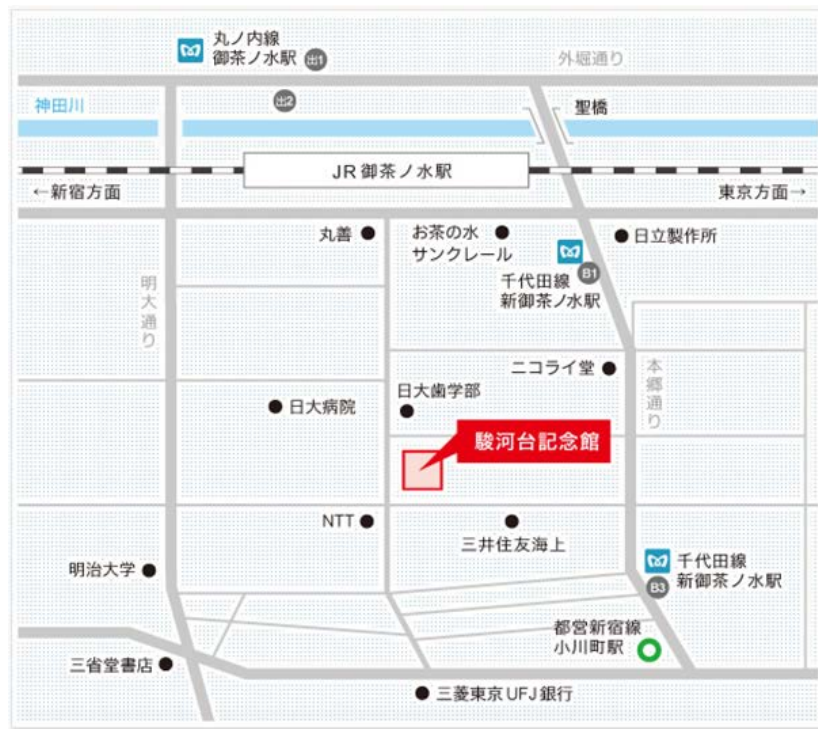 丸ノ内線
御茶ノ水駅 出1
外堀通り
出2
神田川
聖橋
JR御茶ノ水駅
←新宿方面
東京方面→
丸善
お茶の水
サンクレール
日立製作所
B1
千代田線
新御茶ノ水駅
明大通り
ニコライ堂
本郷通り
日大歯学部
日大病院
駿河台記念館
NTT
三井住友海上
明治大学
千代田線
新御茶ノ水駅
B3
都営新宿線
小川町駅
三省堂書店
三菱東京UFJ銀行